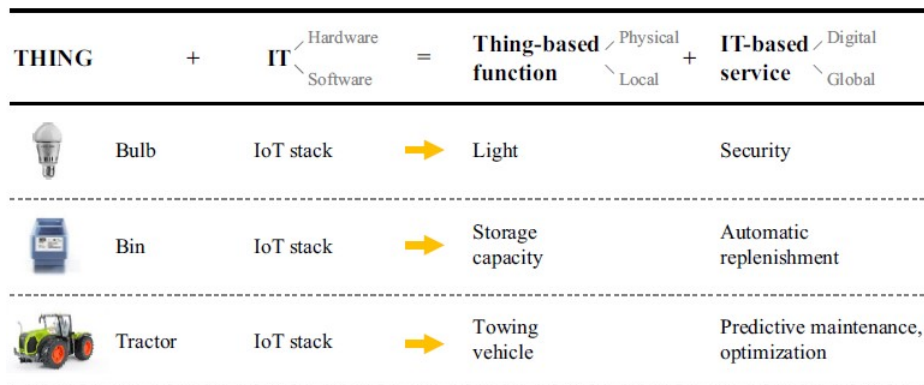 THING + IT Hardware Software = Thing-based function Physical Local + IT-based service Digital Global
Bulb IoT stack Light Security
Bin IoT stack Storage capacity Automatic replenishment
Tractor IoT stack Towing vehicle Predictive maintenance, optimization